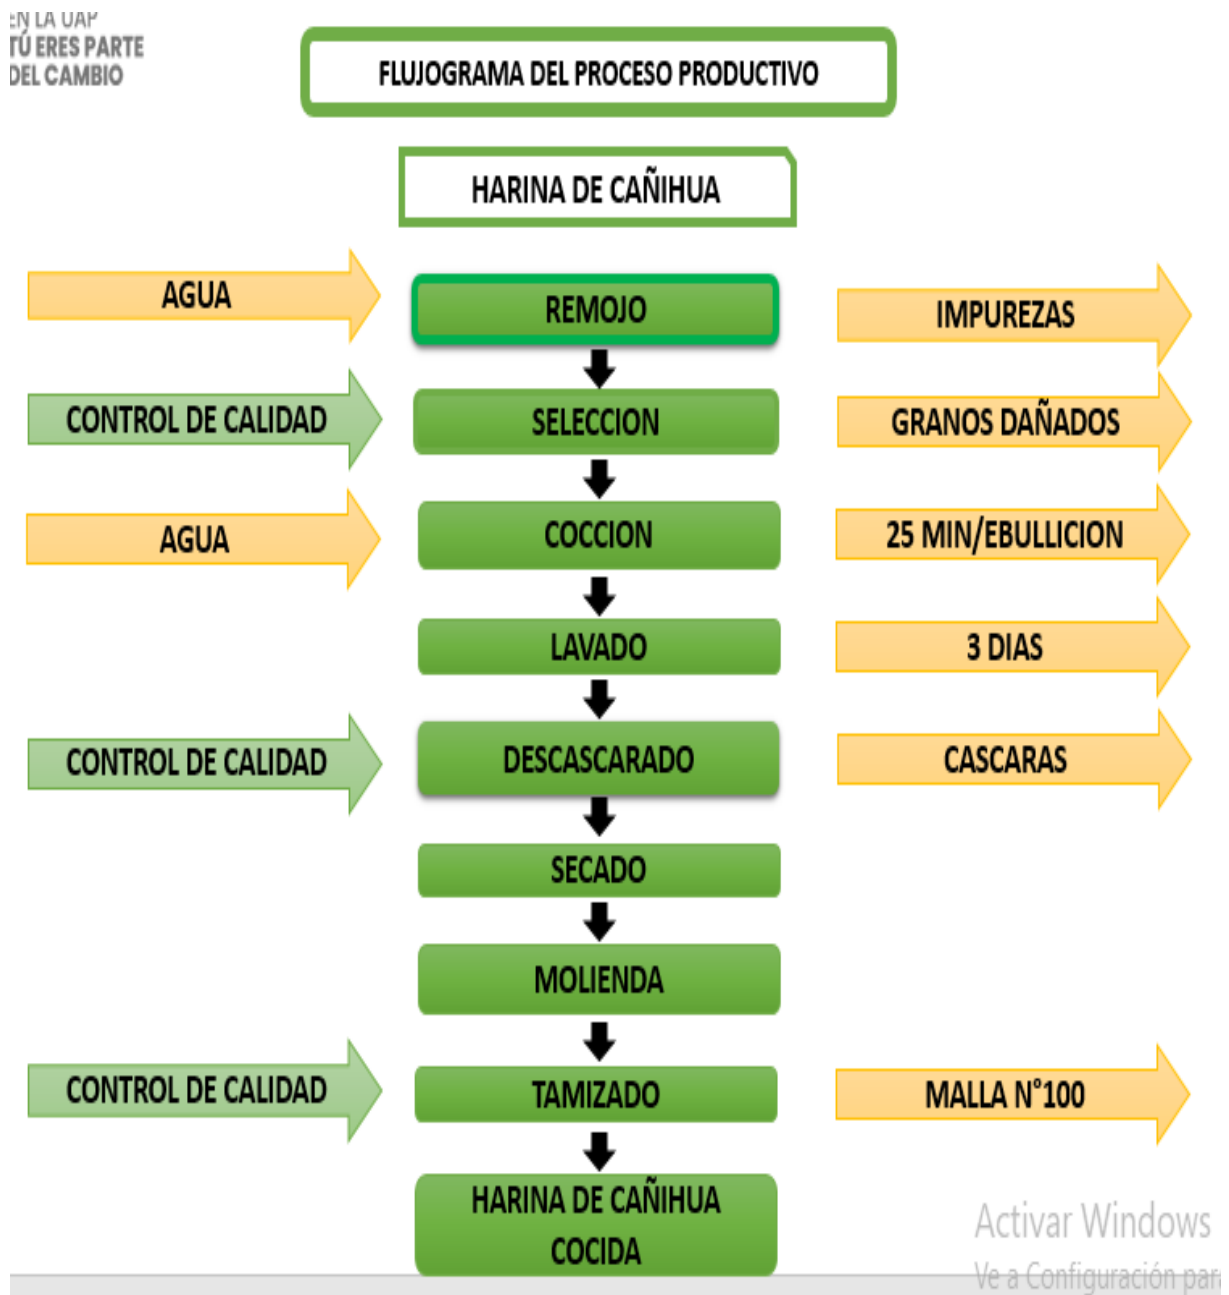 EN LA UAP
TÚ ERES PARTE
DEL CAMBIO
FLUJOGRAMA DEL PROCESO PRODUCTIVO
HARINA DE CAÑIHUA
AGUA
REMOJO
IMPUREZAS
CONTROL DE CALIDAD
SELECCION
GRANOS DAÑADOS
AGUA
COCCION
25 MIN/EBULLICION
LAVADO
3 DIAS
CONTROL DE CALIDAD
DESCASCARADO
CASCARAS
SECADO
MOLIENDA
CONTROL DE CALIDAD
TAMIZADO
MALLA N°100
HARINA DE CAÑIHUA
COCIDA
Activar Windows
Ve a Configuración para